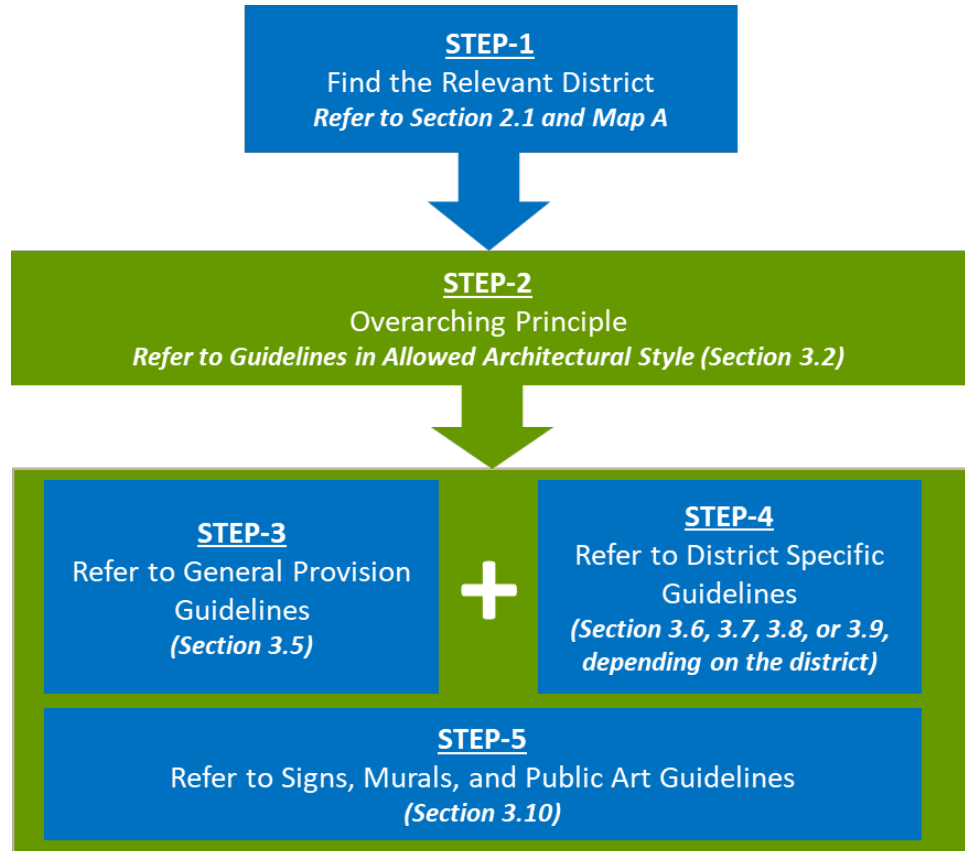 STEP-1
Find the Relevant District
Refer to Section 2.1 and Map A
STEP-2
Overarching Principle
Refer to Guidelines in Allowed Architectural Style (Section 3.2)
STEP-3
Refer to General Provision
Guidelines
(Section 3.5)
+
STEP-4
Refer to District Specific
Guidelines
(Section 3.6, 3.7, 3.8, or 3.9,
depending on the district)
STEP-5
Refer to Signs, Murals, and Public Art Guidelines
(Section 3.10)